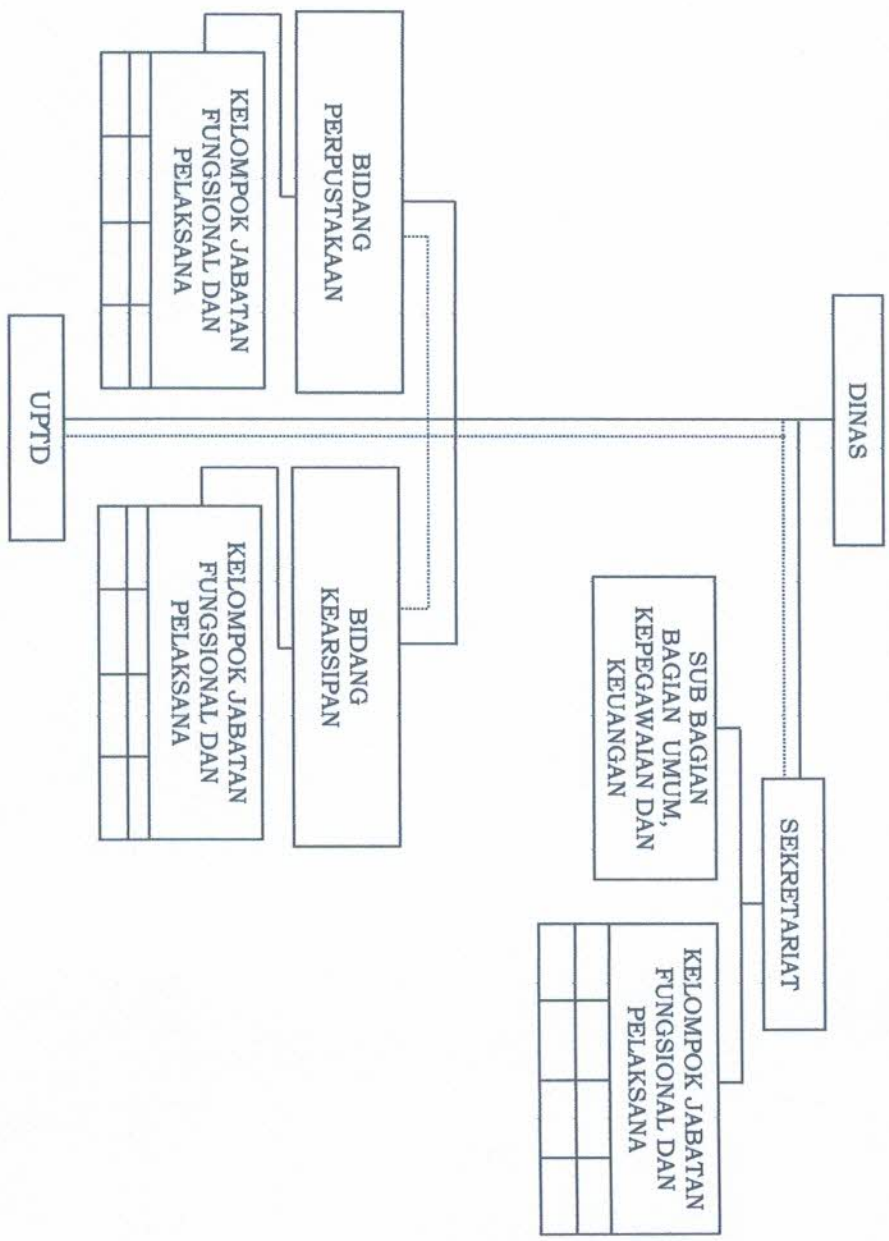 DINAS
SEKRETARIAT
SUB BAGIAN
BAGIAN UMUM,
KEPEGAWAIAN DAN
KEUANGAN
KELOMPOK JABATAN
FUNGSIONAL DAN
PELAKSANA
BIDANG
PERPUSTAKAAN
BIDANG
KEARSIPAN
KELOMPOK JABATAN
FUNGSIONAL DAN
PELAKSANA
KELOMPOK JABATAN
FUNGSIONAL DAN
PELAKSANA
UPTD